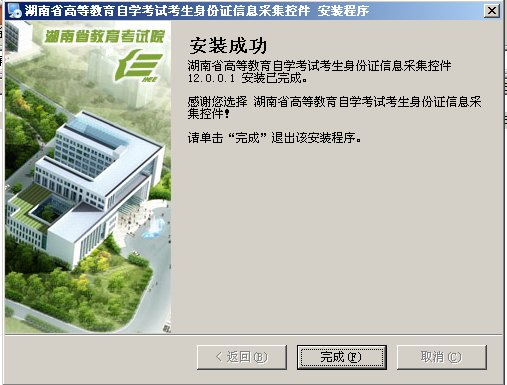 湖南省高等教育自学考试考生身份证信息采集控件 安装程序
湖南省教育考试院
HEE
安装成功
湖南省高等教育自学考试考生身份证信息采集控件
12.0.0.1 安装已完成。
感谢您选择 湖南省高等教育自学考试考生身份证信息采
集控件!
请单击“完成”退出该安装程序。
< 返回(B)
完成(F)
取消(C)